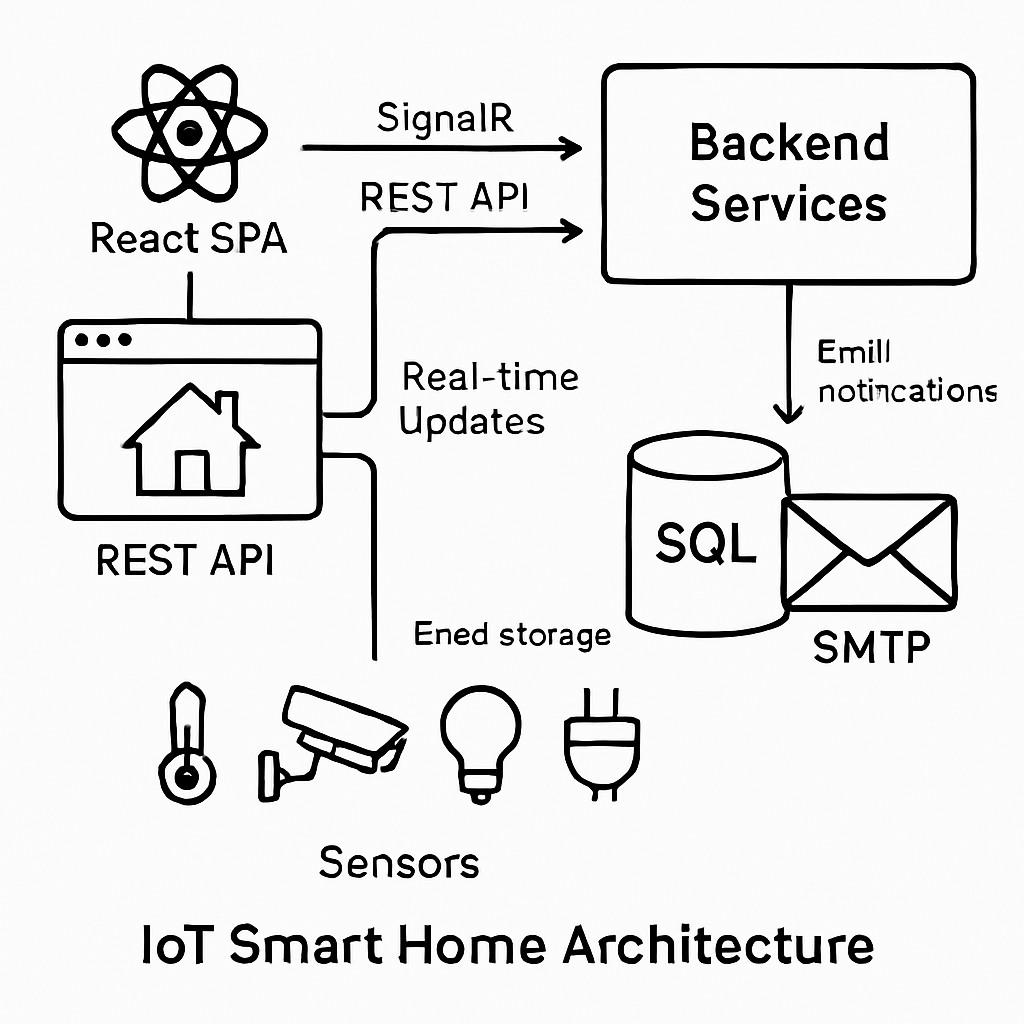 SignalR
REST API
React SPA
Backend
Services
Real-time
Updates
Emill
notincations
REST API
SQL
SMTP
Ened storage
Sensors
IoT Smart Home Architecture